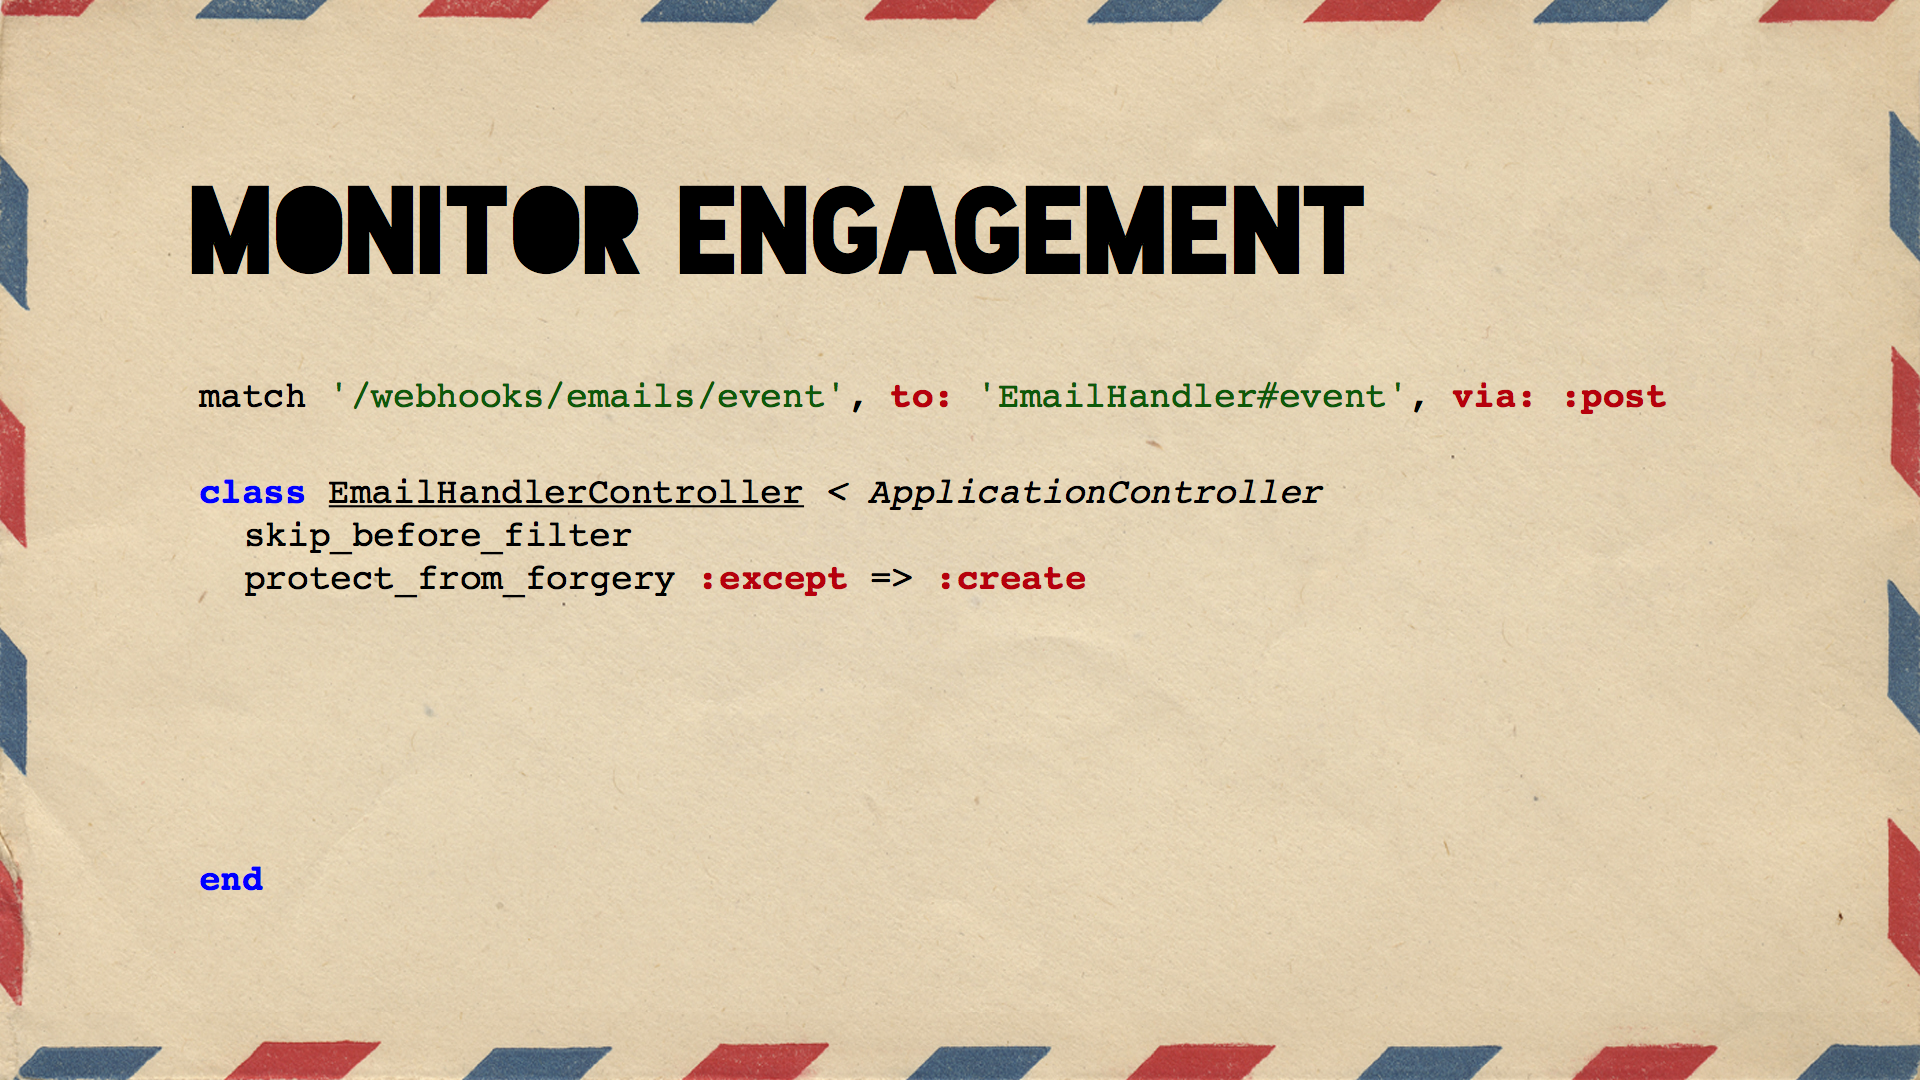 MONITOR ENGAGEMENT
match '/webhooks/emails/event', to: 'EmailHandler#event', via: :post
class EmailHandlerController < ApplicationController
skip_before_filter
protect_from_forgery :except => :create
end